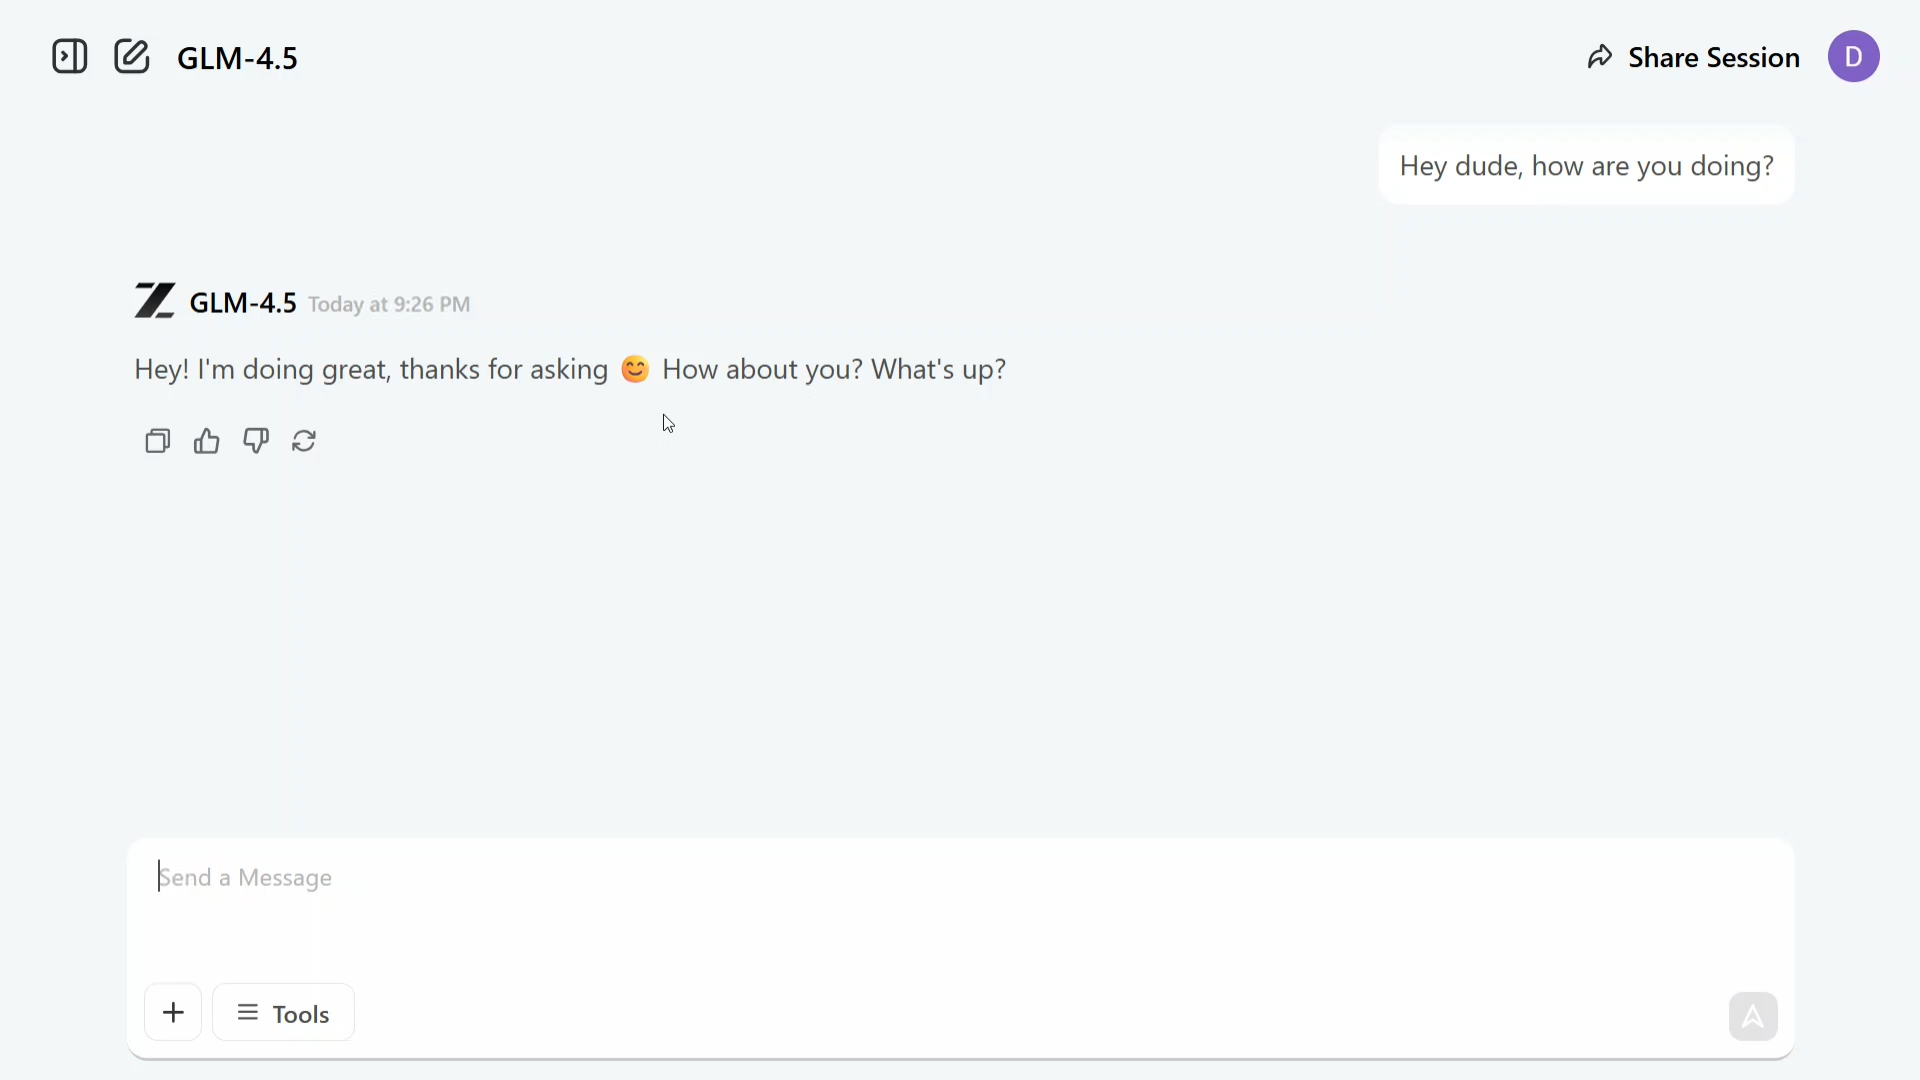 GLM-4.5
Share Session
D
Hey dude, how are you doing?
GLM-4.5 Today at 9:26 PM
Hey! I'm doing great, thanks for asking 😊 How about you? What's up?
Send a Message
Tools